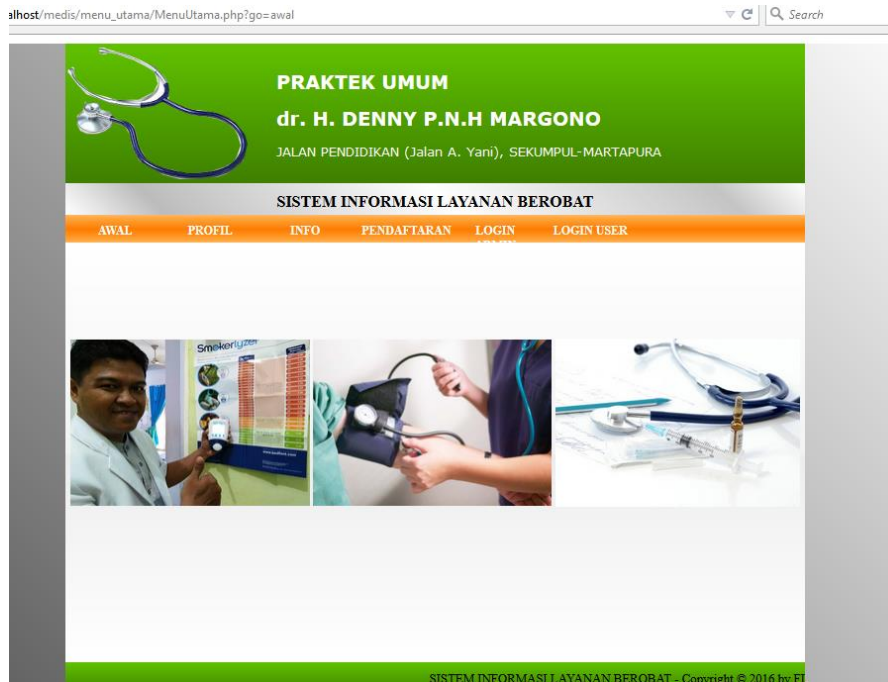 alhost/medis/menu_utama/MenuUtama.php?go=awal
Search
PRAKTEK UMUM
dr. H. DENNY P.N.H MARGONO
JALAN PENDIDIKAN (Jalan A. Yani), SEKUMPUL-MARTAPURA
SISTEM INFORMASI LAYANAN BEROBAT
AWAL PROFIL INFO PENDAFTARAN LOGIN ADMIN LOGIN USER
Smokerlyzer
SISTEM INFORMASI LAYANAN BEROBAT - Copyright © 2016 by